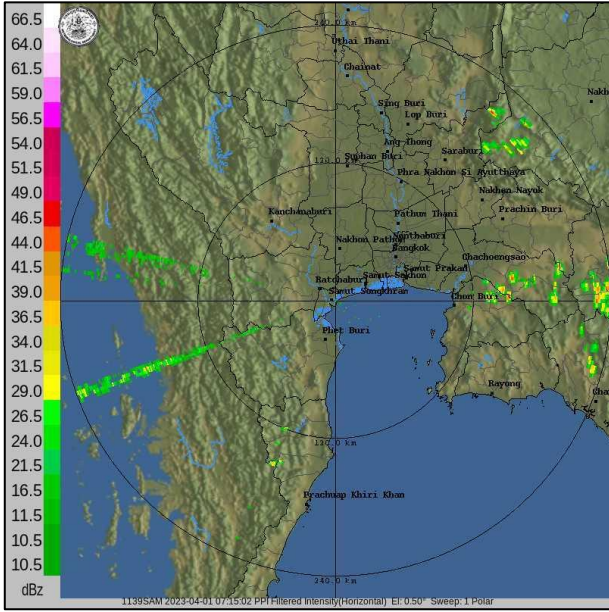 66.5
64.0
61.5
59.0
56.5
54.0
51.5
49.0
46.5
44.0
41.5
39.0
36.5
34.0
31.5
29.0
26.5
24.0
21.5
16.5
11.5
10.5
10.5
dBz
240.0 km
Uthai Thani
Chainat
Nakh
Sing Buri
Lop Buri
Ang Thong
120.0 km
Suphan Buri
Saraburi
Phra Nakhon Si Ayutthaya
Nakhon Nayok
Kanchanaburi
Pathum Thani
Prachin Buri
Nonthaburi
Nakhon Pathom
Bangkok
Chachoengsao
Samut Prakan
Samut Sakhon
Ratchaburi
Samut Songkhram
Chon Buri
Phet Buri
Rayong
Cha
120.0 km
Prachuap Khiri Khan
240.0 km
1139SAM 2023-04-01 07:15:02 PPI Filtered Intensity(Horizontal) El: 0.50° Sweep: 1 Polar